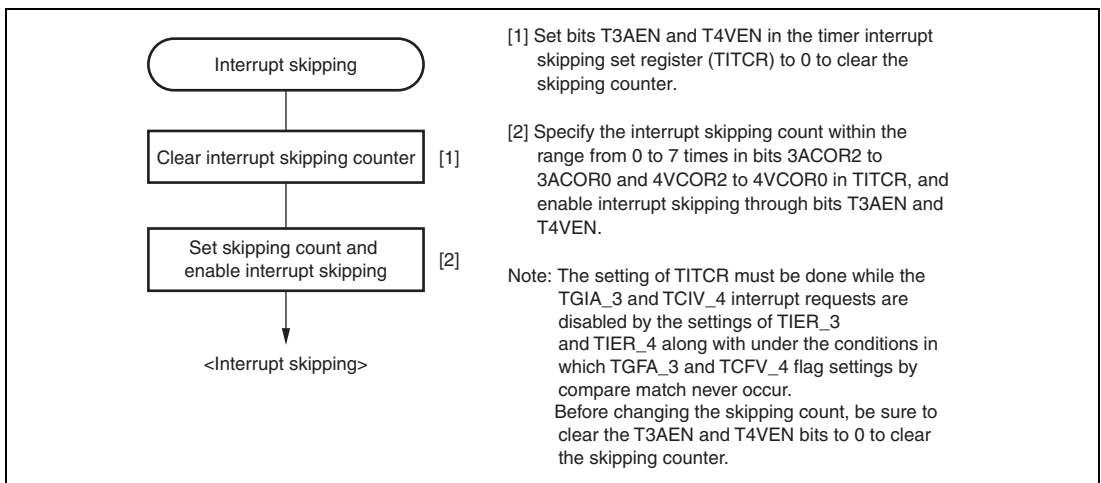 Interrupt skipping
Clear interrupt skipping counter
[1]
Set skipping count and
enable interrupt skipping
[2]
<Interrupt skipping>
[1] Set bits T3AEN and T4VEN in the timer interrupt
skipping set register (TITCR) to 0 to clear the
skipping counter.
[2] Specify the interrupt skipping count within the
range from 0 to 7 times in bits 3ACOR2 to
3ACOR0 and 4VCOR2 to 4VCOR0 in TITCR, and
enable interrupt skipping through bits T3AEN and
T4VEN.
Note: The setting of TITCR must be done while the
TGIA_3 and TCIV_4 interrupt requests are
disabled by the settings of TIER_3
and TIER_4 along with under the conditions in
which TGFA_3 and TCFV_4 flag settings by
compare match never occur.
Before changing the skipping count, be sure to
clear the T3AEN and T4VEN bits to 0 to clear
the skipping counter.